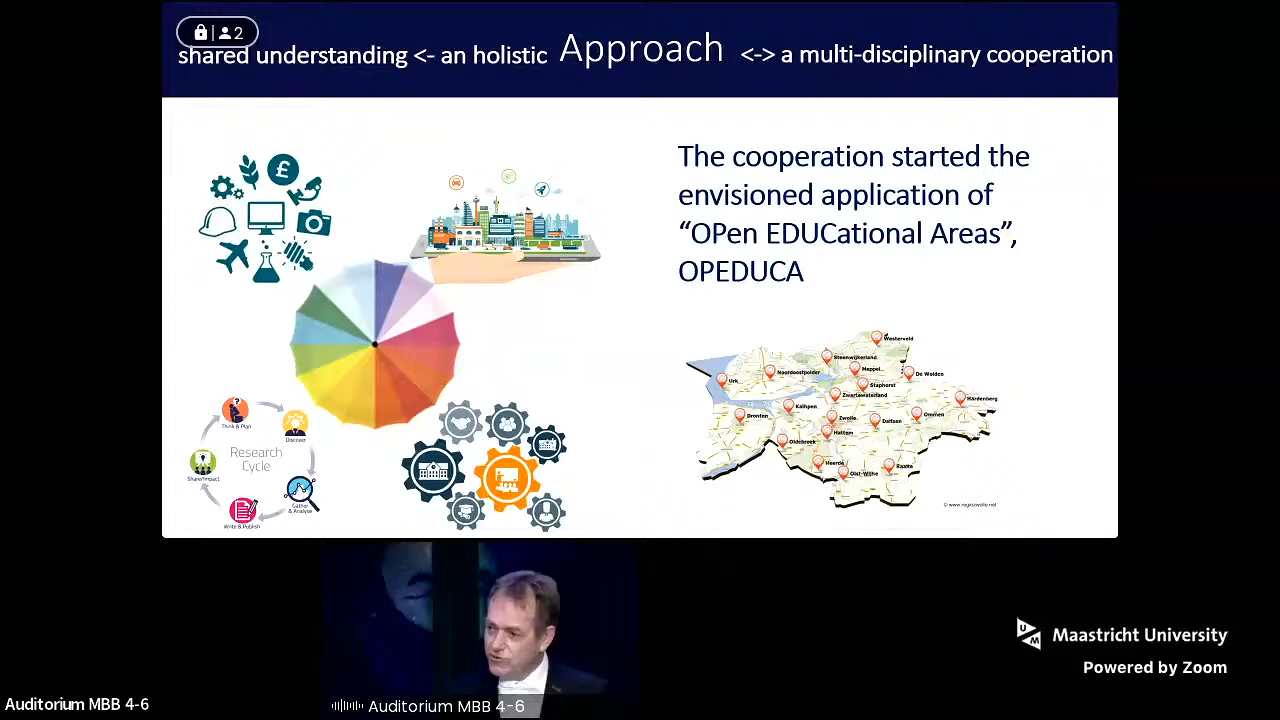 2
shared understanding <- an holistic Approach <-> a multi-disciplinary cooperation
The cooperation started the
envisioned application of
“OPen EDUCational Areas”,
OPEDUCA
£
Think & Plan
Discover
Research
Cycle
Share/Impact
Gather
& Analyse
Write & Publish
Westerveld
Steenwijkerland
Meppel
Noordoostpolder
De Wolden
Urk
Staphorst
Zwartewaterland
Hardenberg
Kampen
Dronten
Zwolle
Dalfsen
Ommen
Hattem
Oldebroek
Heerde
Raalte
Olst-Wijhe
© www.regiozwolle.net
U
M
Maastricht University
Powered by Zoom
Auditorium MBB 4-6
Auditorium MBB 4-6